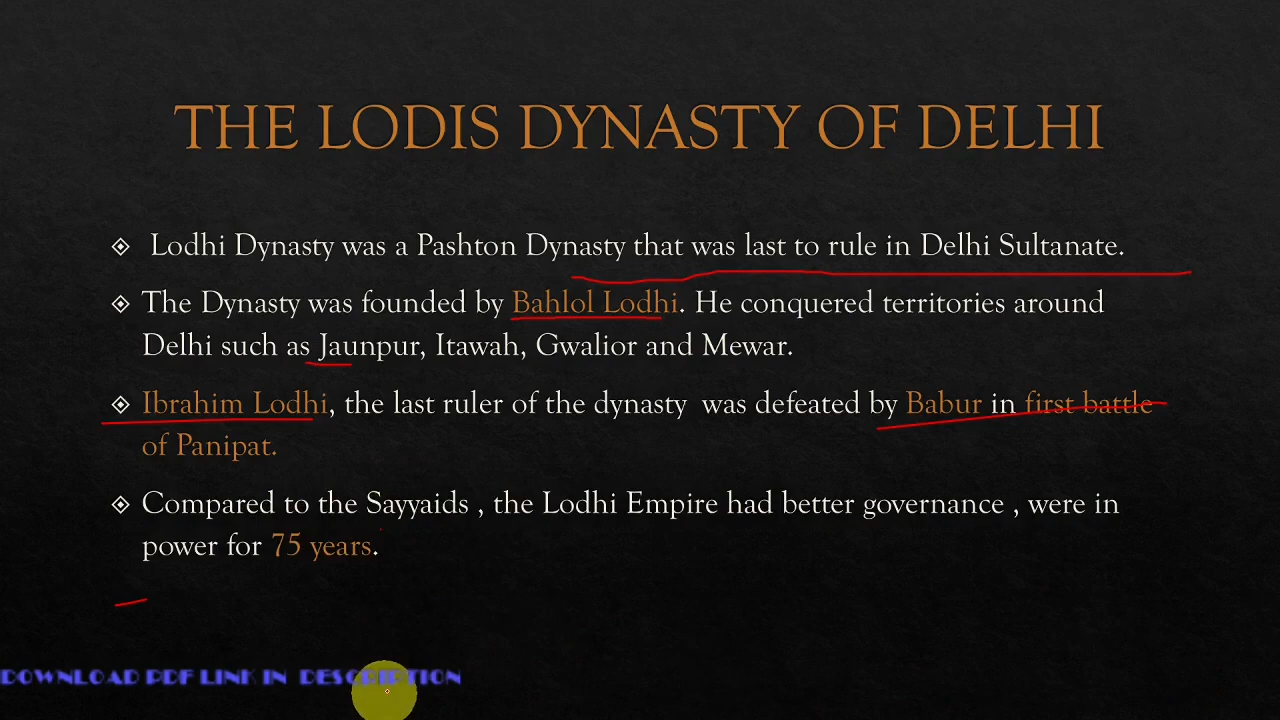 THE LODIS DYNASTY OF DELHI
Lodhi Dynasty was a Pashton Dynasty that was last to rule in Delhi Sultanate.
The Dynasty was founded by Bahlol Lodhi. He conquered territories around
Delhi such as Jaunpur, Itawah, Gwalior and Mewar.
Ibrahim Lodhi, the last ruler of the dynasty was defeated by Babur in first battle
of Panipat.
Compared to the Sayyaids , the Lodhi Empire had better governance , were in
power for 75 years.
DOWNLOAD PDF LINK IN DESCRIPTION